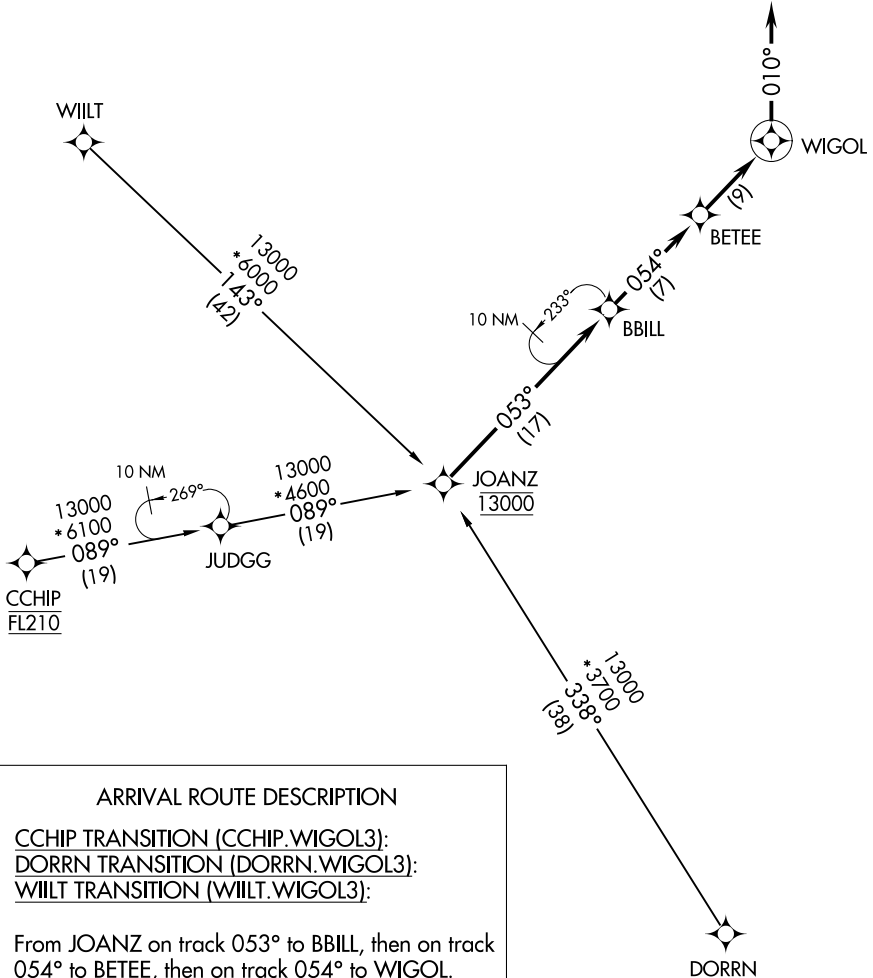 010°
WIGOL
WIILT
(9)
BETEE
13000
*6000
143°
(42)
054°
(7)
10 NM
233°
BBILL
053°
(17)
10 NM
269°
13000
*4600
089°
(19)
JOANZ
13000
13000
*6100
089°
(19)
JUDGG
CCHIP
FL210
13000
*3700
338°
(38)
DORRN
ARRIVAL ROUTE DESCRIPTION
CCHIP TRANSITION (CCHIP.WIGOL3):
DORRN TRANSITION (DORRN.WIGOL3):
WIILT TRANSITION (WIILT.WIGOL3):
From JOANZ on track 053° to BBILL, then on track
054° to BETEE, then on track 054° to WIGOL.